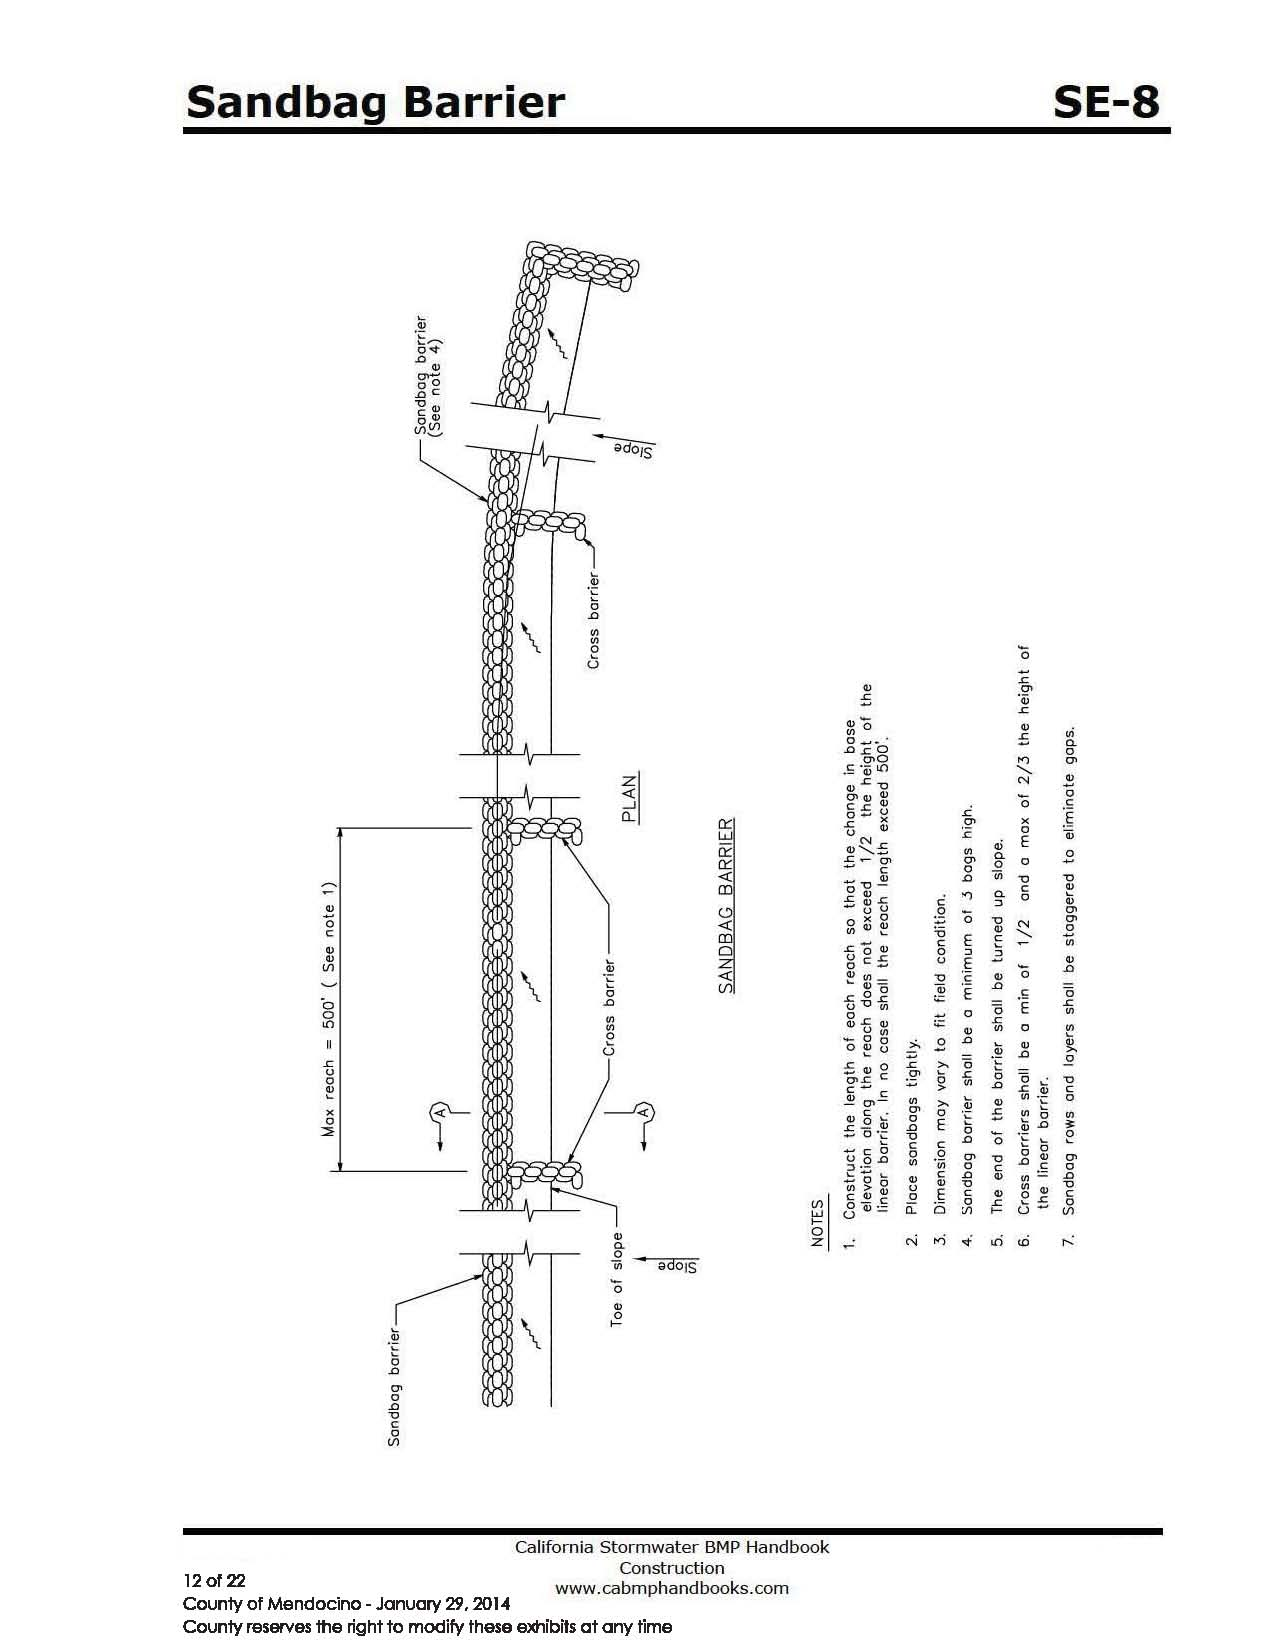 Sandbag Barrier SE-8
Sandbag barrier
(See note 4)
Max reach = 500' ( See note 1)
Sandbag barrier
Cross barrier
Cross barrier
Toe of slope
Slope
Slope
A
A
PLAN
SANDBAG BARRIER
NOTES
1. Construct the length of each reach so that the change in base
elevation along the reach does not exceed 1/2 the height of the
linear barrier. In no case shall the reach length exceed 500'.
2. Place sandbags tightly.
3. Dimension may vary to fit field condition.
4. Sandbag barrier shall be a minimum of 3 bags high.
5. The end of the barrier shall be turned up slope.
6. Cross barriers shall be a min of 1/2 and a max of 2/3 the height of
the linear barrier.
7. Sandbag rows and layers shall be staggered to eliminate gaps.
California Stormwater BMP Handbook
Construction
www.cabmphandbooks.com
12 of 22
County of Mendocino - January 29, 2014
County reserves the right to modify these exhibits at any time